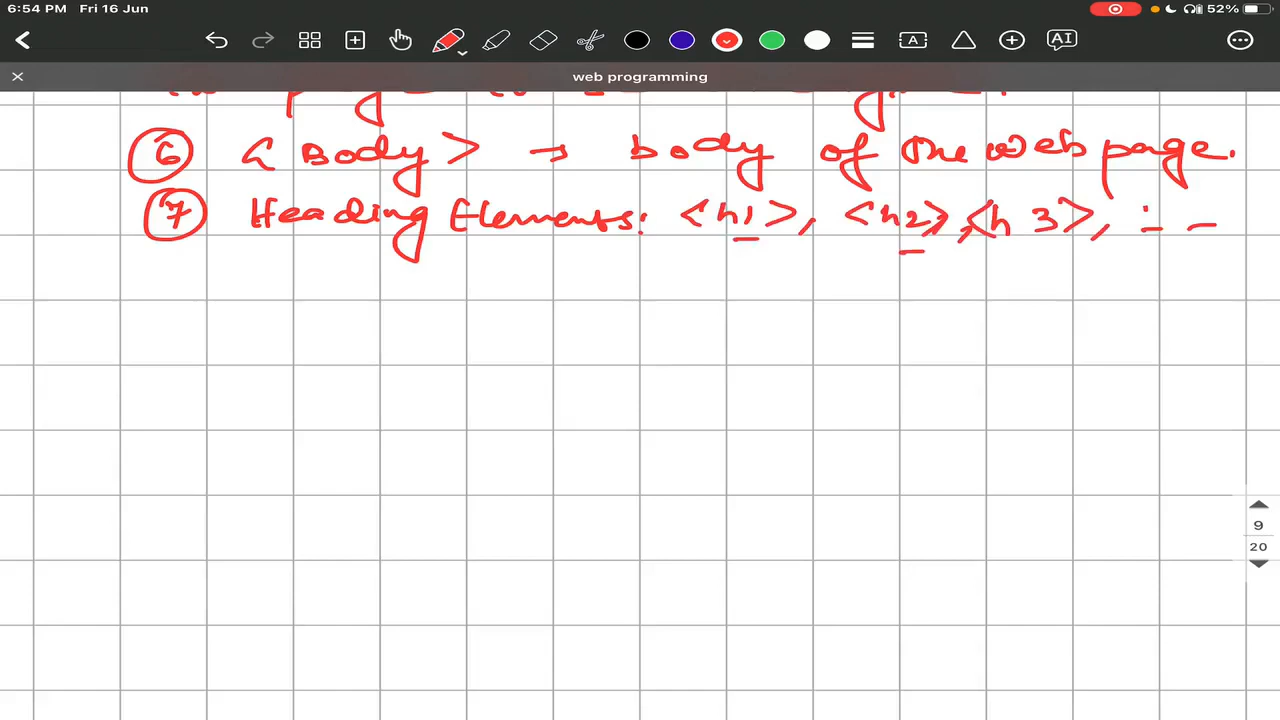 6:54 PM Fri 16 Jun
52%
A
AI
web programming
6 < Body > → body of the Web page.
7 Heading Elements: <h1>, <h2>, <h3>, - -
9
20